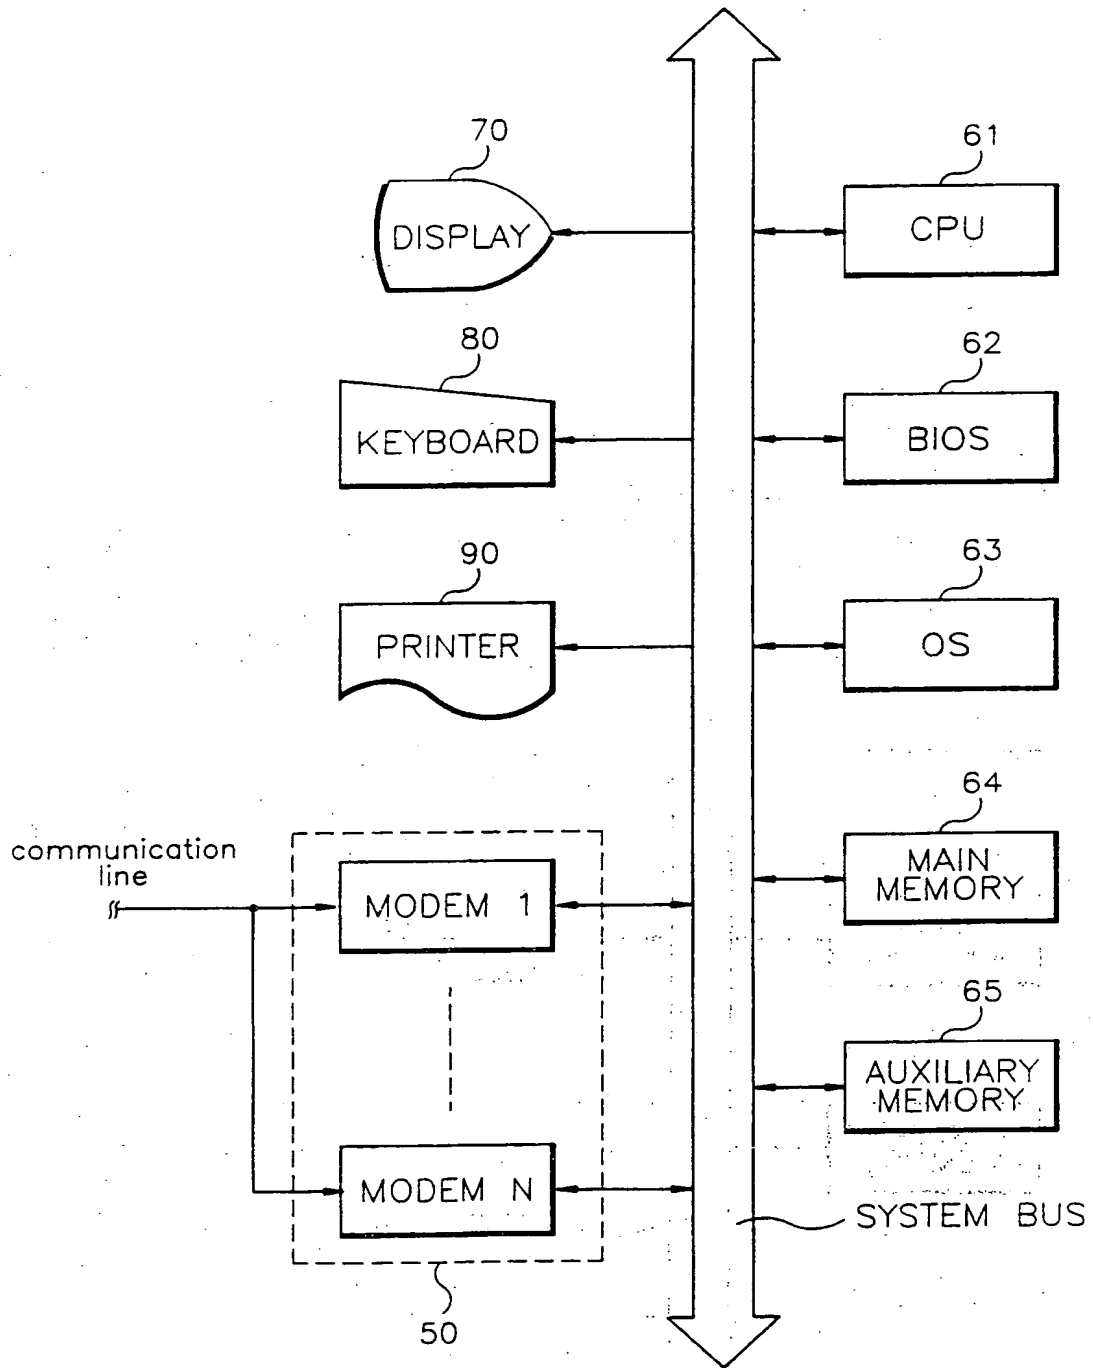 70
DISPLAY
61
CPU
80
KEYBOARD
62
BIOS
90
PRINTER
63
OS
communication
line
MODEM 1
64
MAIN
MEMORY
65
AUXILIARY
MEMORY
MODEM N
SYSTEM BUS
50